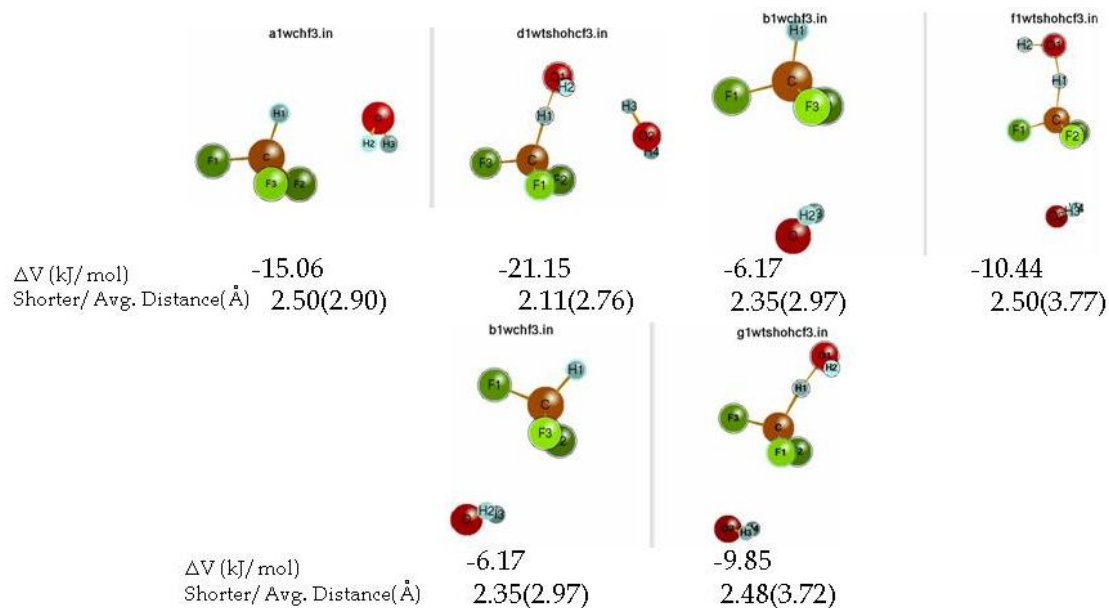 a1wchf3.in
d1wtshohcf3.in
b1wchf3.in
f1wtshohcf3.in
H1
O
H2
H3
F1
C
F3
F2
O1
H2
H1
H3
O2
H4
F3
C
F1
F2
H1
C
F1
F3
H2
O
H2
O1
H1
F1
C
F2
H3
ΔV (kJ/mol) -15.06 -21.15 -6.17 -10.44
Shorter/Avg. Distance(Å) 2.50(2.90) 2.11(2.76) 2.35(2.97) 2.50(3.77)
b1wchf3.in
g1wtshohcf3.in
F1
H1
C
F3
O
H2
O1
H2
H1
F3
C
F1
O2
H3
ΔV (kJ/mol) -6.17 -9.85
Shorter/Avg. Distance(Å) 2.35(2.97) 2.48(3.72)